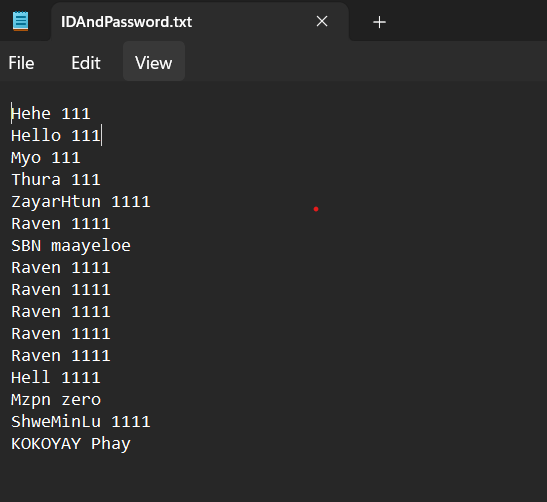 IDAndPassword.txt
File Edit View
Hehe 111
Hello 111
Myo 111
Thura 111
ZayarHtun 1111
Raven 1111
SBN maayeloe
Raven 1111
Raven 1111
Raven 1111
Raven 1111
Raven 1111
Hell 1111
Mzpn zero
ShweMinLu 1111
KOKOYAY Phay